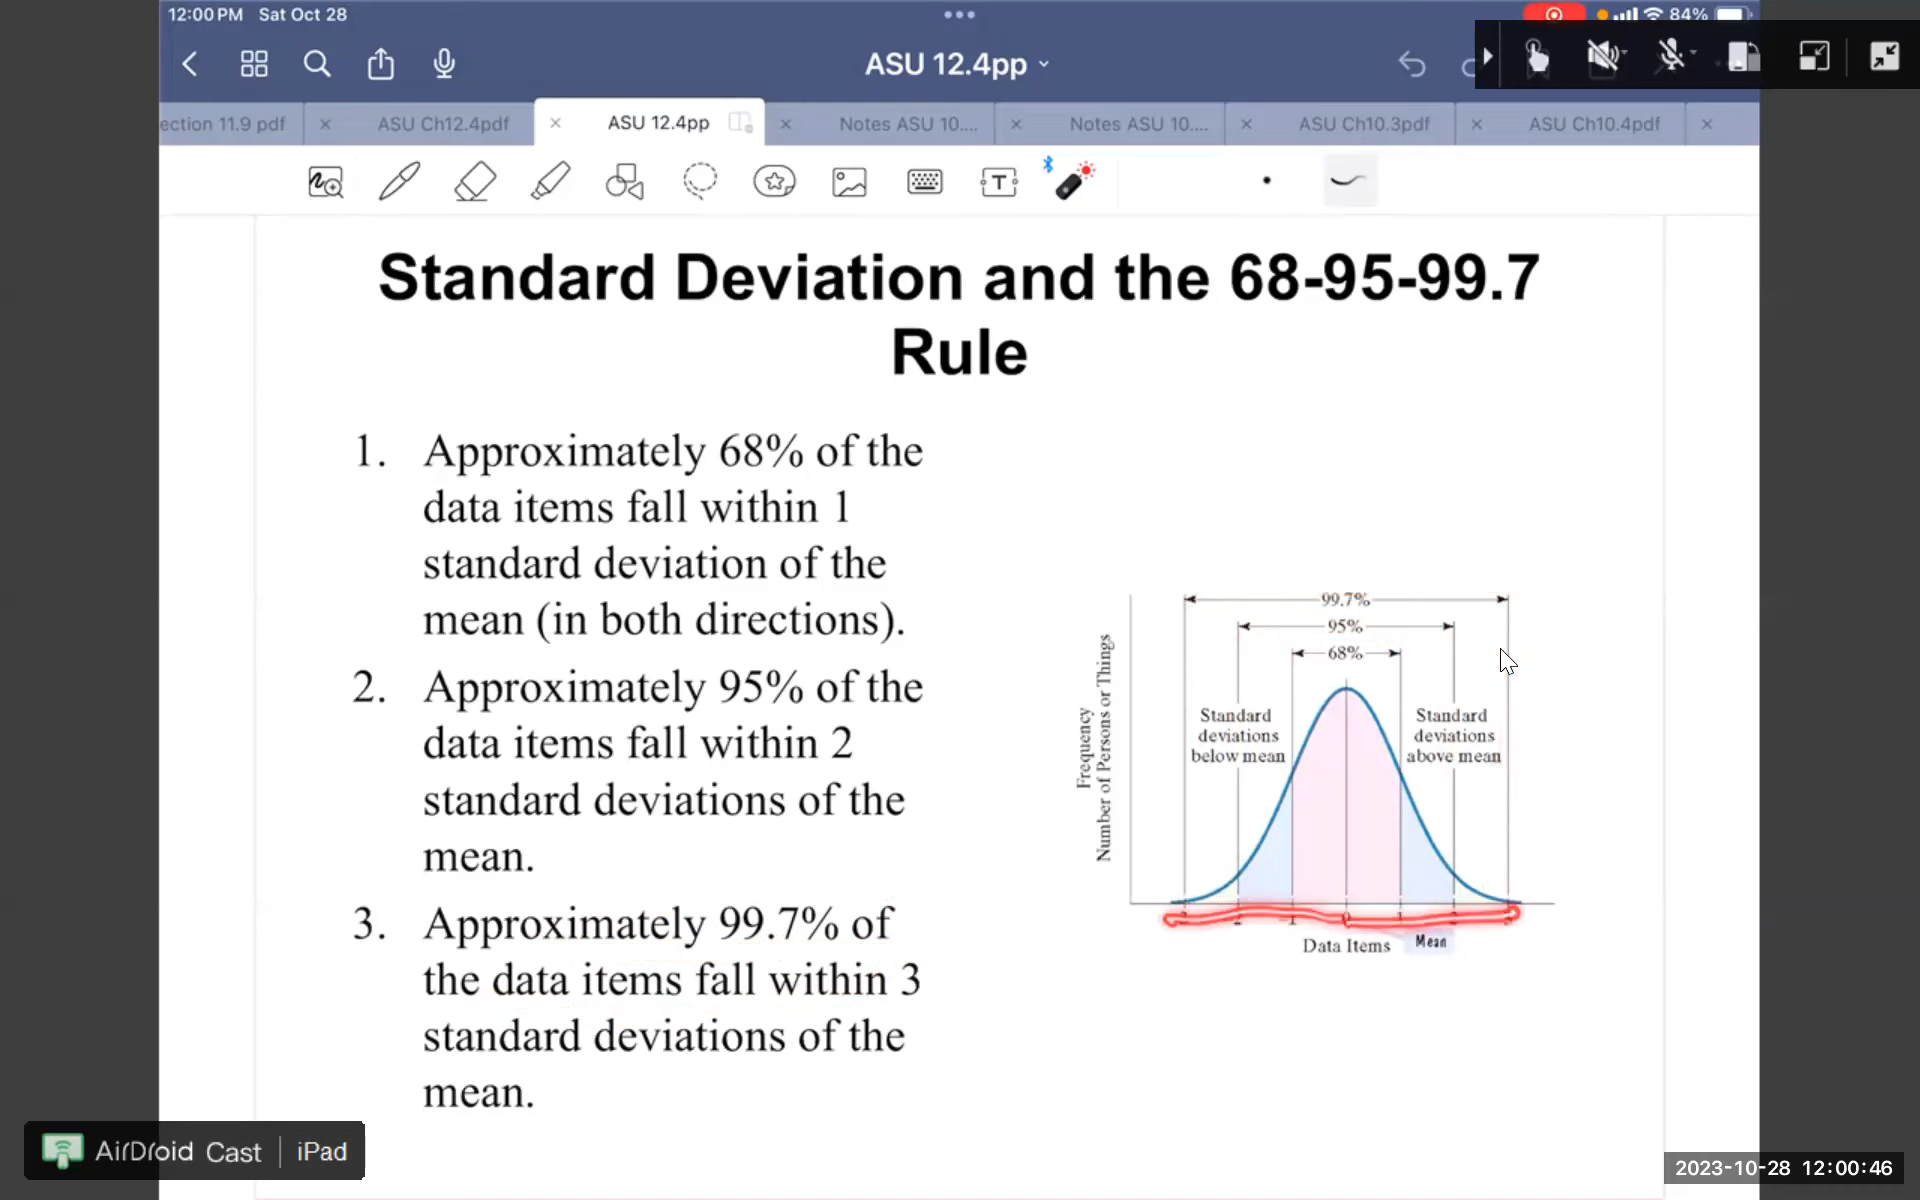 12:00 PM Sat Oct 28
84%
ASU 12.4pp
ection 11.9 pdf
ASU Ch12.4pdf
ASU 12.4pp
Notes ASU 10....
Notes ASU 10....
ASU Ch10.3pdf
ASU Ch10.4pdf
T
Standard Deviation and the 68-95-99.7
Rule
1. Approximately 68% of the
data items fall within 1
standard deviation of the
mean (in both directions).
2. Approximately 95% of the
data items fall within 2
standard deviations of the
mean.
3. Approximately 99.7% of
the data items fall within 3
standard deviations of the
mean.
99.7%
95%
68%
Standard
deviations
below mean
Standard
deviations
above mean
Frequency
Number of Persons or Things
Data Items
Mean
AirDroid Cast | iPad
2023-10-28 12:00:46